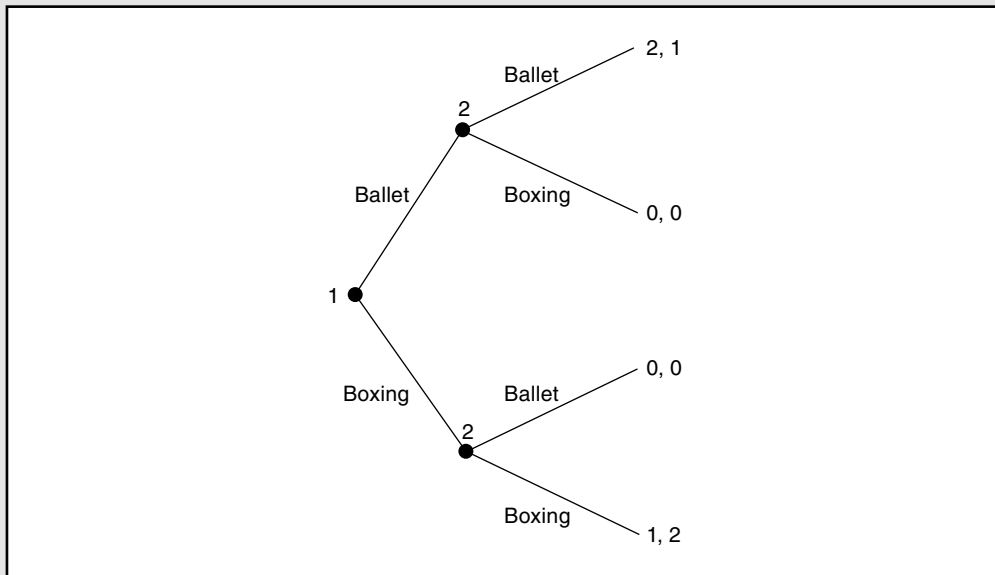 2, 1
Ballet
2
Ballet
Boxing
0, 0
1
0, 0
Boxing
Ballet
2
Boxing
1, 2